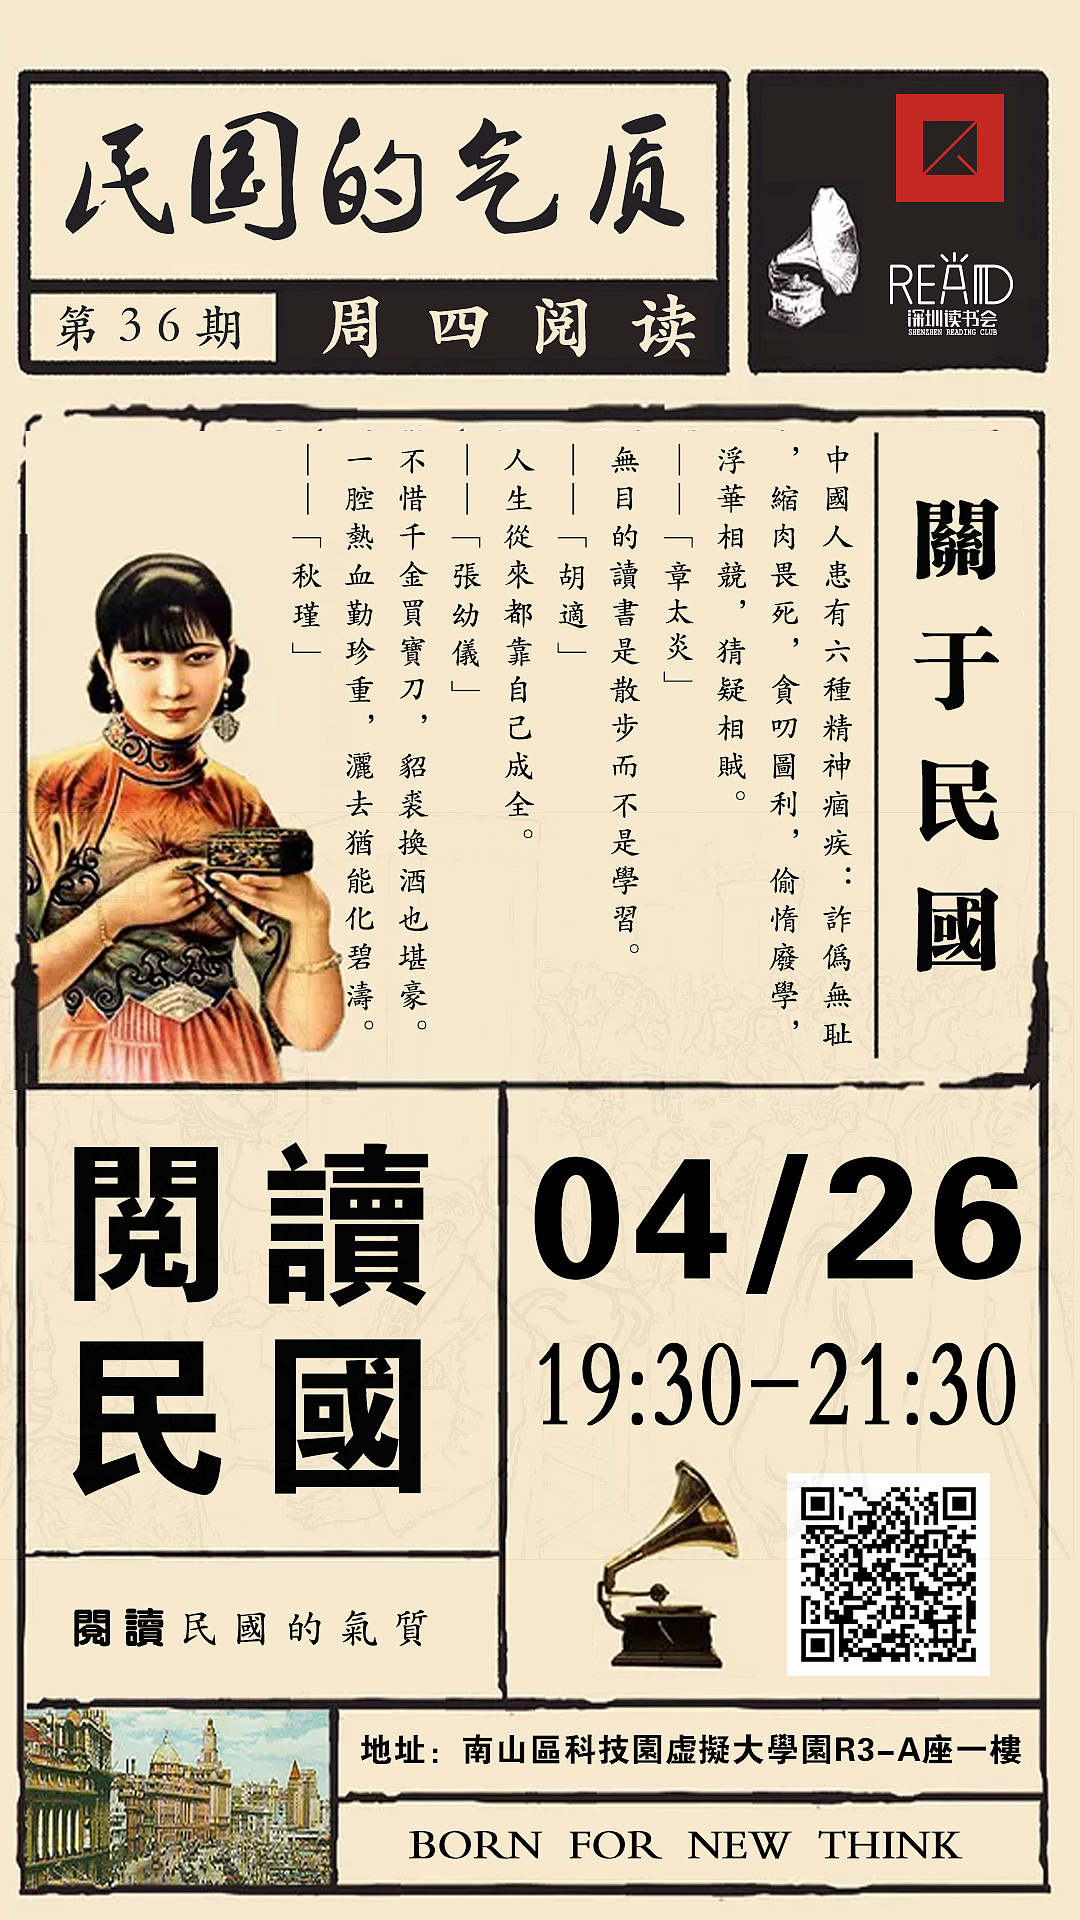 民国的气质
第36期
周四阅读
READ
深圳读书会
SHENZHEN READING CLUB
關于民國
中國人患有六種精神痼疾：詐僞無耻
，縮肉畏死，貪叨圖利，偷惰廢學，
浮華相競，猜疑相賊。
——「章太炎」
無目的讀書是散步而不是學習。
——「胡適」
人生從來都靠自己成全。
——「張幼儀」
不惜千金買寶刀，貂裘換酒也堪豪。
一腔熱血勤珍重，灑去猶能化碧濤。
——「秋瑾」
閱讀
民國
04/26
19:30-21:30
閱讀民國的氣質
地址：南山區科技園虛擬大學園R3-A座一樓
BORN FOR NEW THINK